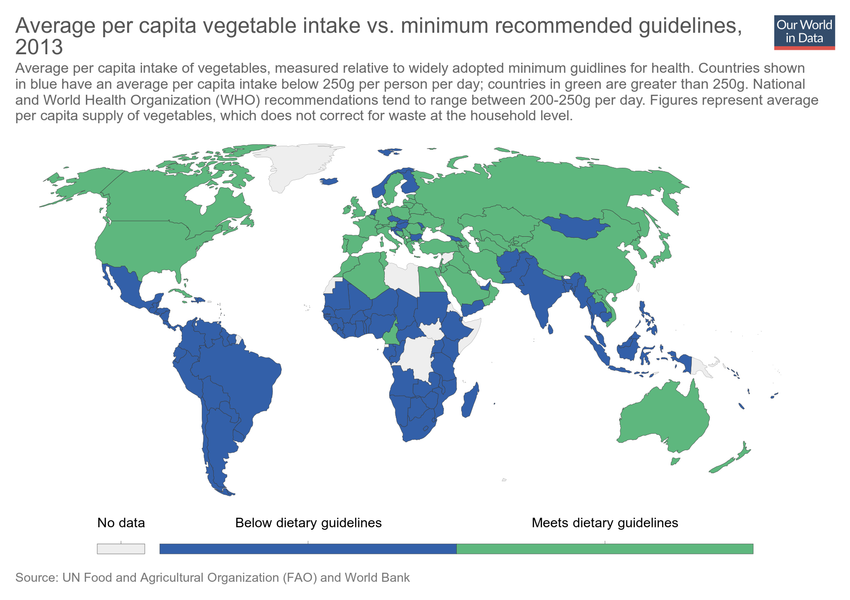 Average per capita vegetable intake vs. minimum recommended guidelines,
2013
Our World
in Data
Average per capita intake of vegetables, measured relative to widely adopted minimum guidlines for health. Countries shown
in blue have an average per capita intake below 250g per person per day; countries in green are greater than 250g. National
and World Health Organization (WHO) recommendations tend to range between 200-250g per day. Figures represent average
per capita supply of vegetables, which does not correct for waste at the household level.
No data
Below dietary guidelines
Meets dietary guidelines
Source: UN Food and Agricultural Organization (FAO) and World Bank